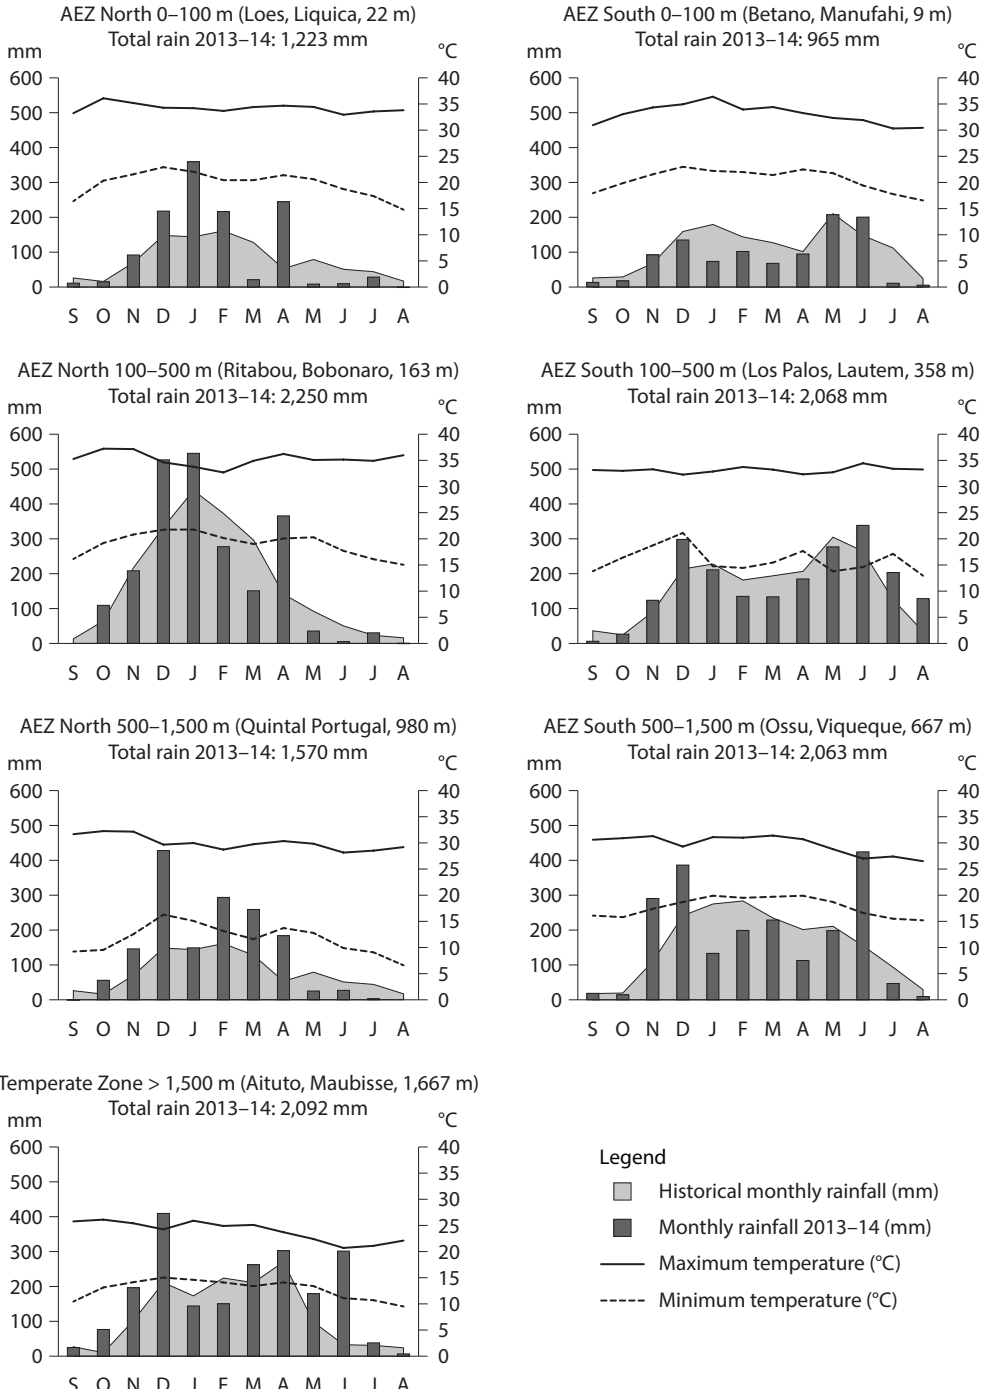 AEZ North 0–100 m (Loes, Liquica, 22 m)
Total rain 2013–14: 1,223 mm
mm °C
600 40
500 35
400 30
300 25
200 20
100 15
0 10
5
0
S O N D J F M A M J J A
AEZ South 0–100 m (Betano, Manufahi, 9 m)
Total rain 2013–14: 965 mm
mm °C
600 40
500 35
400 30
300 25
200 20
100 15
0 10
5
0
S O N D J F M A M J J A
AEZ North 100–500 m (Ritabou, Bobonaro, 163 m)
Total rain 2013–14: 2,250 mm
mm °C
600 40
500 35
400 30
300 25
200 20
100 15
0 10
5
0
S O N D J F M A M J J A
AEZ South 100–500 m (Los Palos, Lautem, 358 m)
Total rain 2013–14: 2,068 mm
mm °C
600 40
500 35
400 30
300 25
200 20
100 15
0 10
5
0
S O N D J F M A M J J A
AEZ North 500–1,500 m (Quintal Portugal, 980 m)
Total rain 2013–14: 1,570 mm
mm °C
600 40
500 35
400 30
300 25
200 20
100 15
0 10
5
0
S O N D J F M A M J J A
AEZ South 500–1,500 m (Ossu, Viqueque, 667 m)
Total rain 2013–14: 2,063 mm
mm °C
600 40
500 35
400 30
300 25
200 20
100 15
0 10
5
0
S O N D J F M A M J J A
Temperate Zone > 1,500 m (Aituto, Maubisse, 1,667 m)
Total rain 2013–14: 2,092 mm
mm °C
600 40
500 35
400 30
300 25
200 20
100 15
0 10
5
0
S O N D J F M A M J J A
Legend
Historical monthly rainfall (mm)
Monthly rainfall 2013–14 (mm)
Maximum temperature (°C)
Minimum temperature (°C)